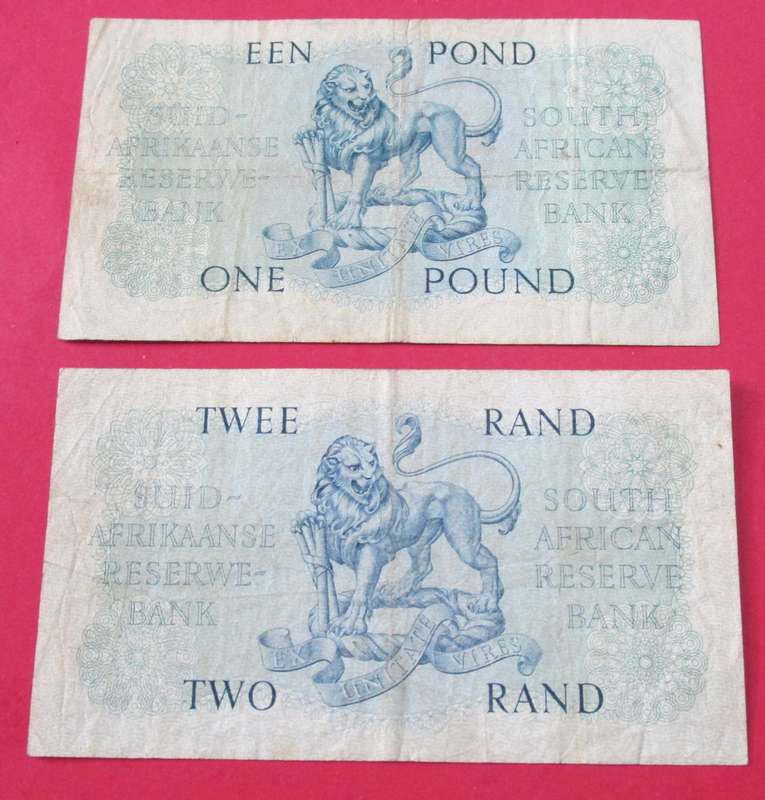 EEN POND
SUID-
AFRIKAANSE
RESERWE-
BANK
SOUTH
AFRICAN
RESERVE
BANK
EX UNITATE VIRES
ONE POUND
TWEE RAND
SUID-
AFRIKAANSE
RESERWE-
BANK
SOUTH
AFRICAN
RESERVE
BANK
EX UNITATE VIRES
TWO RAND